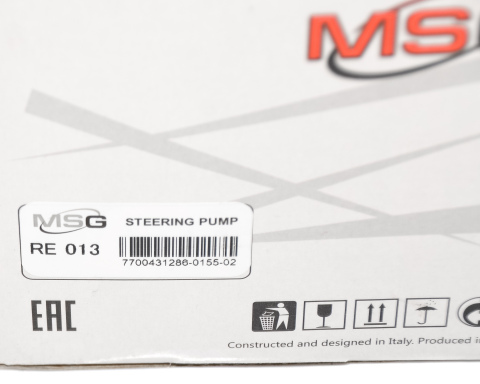 MSG
MSG STEERING PUMP
RE 013
7700431286-0155-02
EAC
Constructed and designed in Italy. Produced